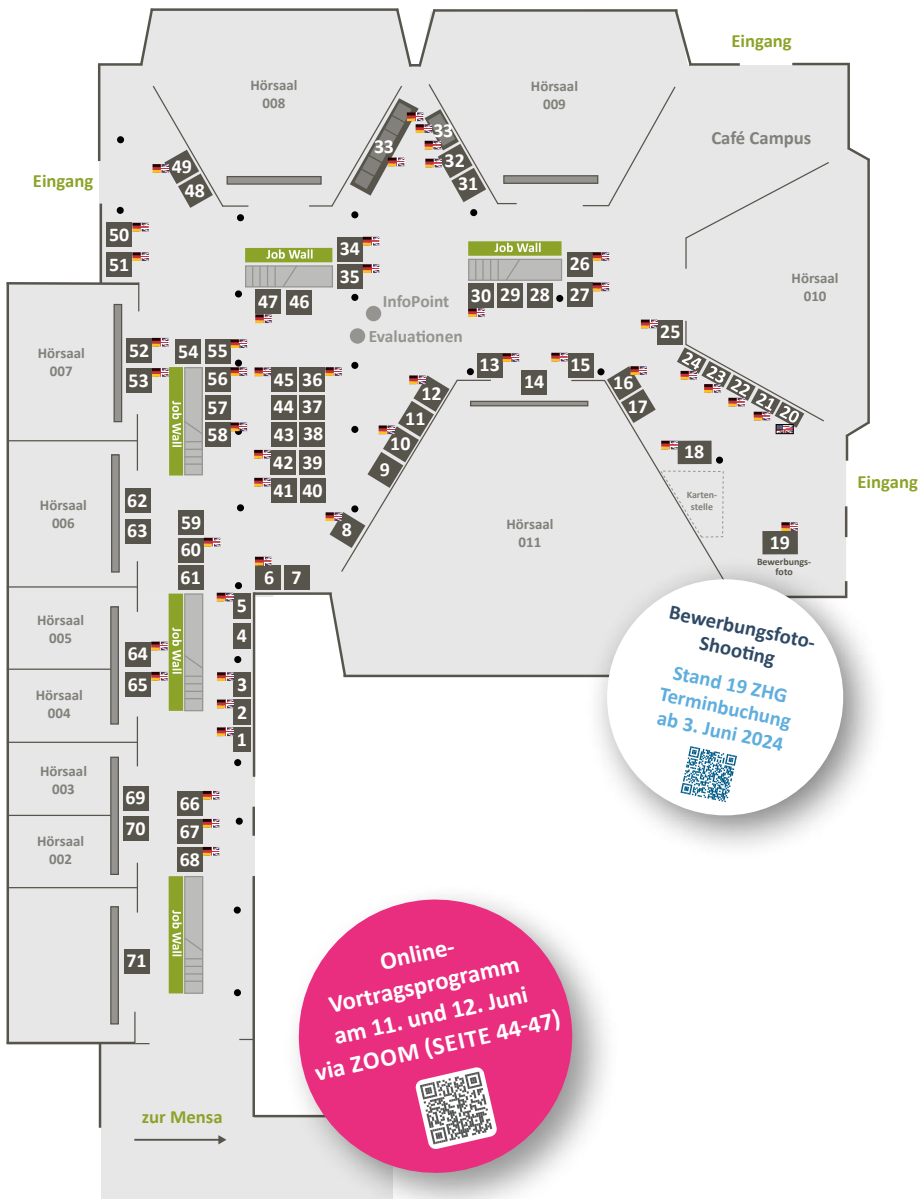 Eingang
Hörsaal
008
Hörsaal
009
Café Campus
33
33
32
31
49
48
Eingang
50
51
Job Wall
34
35
47
46
Job Wall
26
27
30
29
28
Hörsaal
010
InfoPoint
Evaluationen
Hörsaal
007
52
53
54
55
56
57
58
Job Wall
45
36
44
37
43
38
42
39
41
40
13
14
15
12
11
10
9
8
16
17
25
24
23
22
21
20
18
Karten-
stelle
19
Bewerbungs-
foto
Eingang
Hörsaal
006
62
63
59
60
61
Hörsaal
011
6
7
5
4
3
2
1
Hörsaal
005
64
65
Job Wall
Hörsaal
004
Hörsaal
003
69
70
66
67
68
Hörsaal
002
Job Wall
71
Bewerbungsfoto-
Shooting
Stand 19 ZHG
Terminbuchung
ab 3. Juni 2024
Online-
Vortragsprogramm
am 11. und 12. Juni
via ZOOM (SEITE 44-47)
zur Mensa